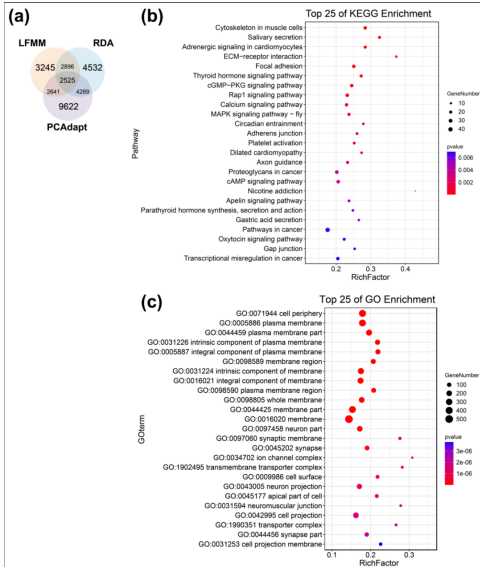 (a)
LFMM
RDA
3245
2896
4532
2525
2641
4269
9622
PCAdapt
(b)
Top 25 of KEGG Enrichment
Pathway
Cytoskeleton in muscle cells
Salivary secretion
Adrenergic signaling in cardiomyocytes
ECM−receptor interaction
Focal adhesion
Thyroid hormone signaling pathway
cGMP−PKG signaling pathway
Rap1 signaling pathway
Calcium signaling pathway
MAPK signaling pathway − fly
Circadian entrainment
Adherens junction
Platelet activation
Dilated cardiomyopathy
Axon guidance
Proteoglycans in cancer
cAMP signaling pathway
Nicotine addiction
Apelin signaling pathway
Parathyroid hormone synthesis, secretion and action
Gastric acid secretion
Pathways in cancer
Oxytocin signaling pathway
Gap junction
Transcriptional misregulation in cancer
0.2 0.3 0.4
RichFactor
GeneNumber
10
20
30
40
pvalue
0.006
0.004
0.002
(c)
Top 25 of GO Enrichment
GOterm
GO:0071944 cell periphery
GO:0005886 plasma membrane
GO:0044459 plasma membrane part
GO:0031226 intrinsic component of plasma membrane
GO:0005887 integral component of plasma membrane
GO:0098589 membrane region
GO:0031224 intrinsic component of membrane
GO:0016021 integral component of membrane
GO:0098590 plasma membrane region
GO:0098805 whole membrane
GO:0044425 membrane part
GO:0016020 membrane
GO:0097458 neuron part
GO:0097060 synaptic membrane
GO:0045202 synapse
GO:0034702 ion channel complex
GO:1902495 transmembrane transporter complex
GO:0009986 cell surface
GO:0043005 neuron projection
GO:0045177 apical part of cell
GO:0031594 neuromuscular junction
GO:0042995 cell projection
GO:1990351 transporter complex
GO:0044456 synapse part
GO:0031253 cell projection membrane
0.1 0.2 0.3
RichFactor
GeneNumber
100
200
300
400
500
pvalue
3e−06
2e−06
1e−06